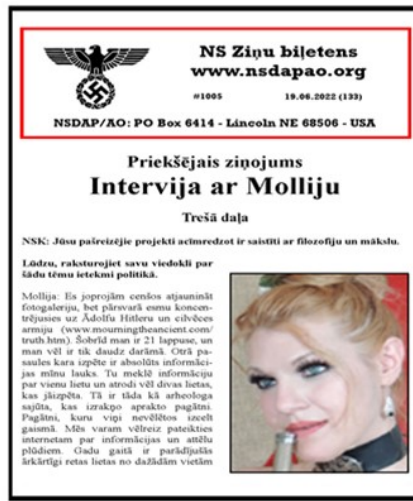 NS Ziņu biļetens
www.nsdapao.org
#1005 19.06.2022 (133)
NSDAP/AO: PO Box 6414 - Lincoln NE 68506 - USA
Priekšējais ziņojums
Intervija ar Molliju
Trešā daļa
NSK: Jūsu pašreizējie projekti acīmredzot ir saistīti ar filozofiju un mākslu.
Lūdzu, raksturojiet savu viedokli par
šādu tēmu ietekmi politikā.
Mollija: Es joprojām cenšos atjaunināt
fotogaleriju, bet pārsvarā esmu koncen-
trējusies uz Ādolfu Hitleru un cilvēces
armiju (www.mourningtheancient.com/
truth.htm). Šobrīd man ir 21 lappuse, un
man vēl ir tik daudz darāmā. Otrā pa-
saules kara izpēte ir absolūts informāci-
jas mīnu lauks. Tu meklē informāciju
par vienu lietu un atrodi vēl divas lietas,
kas jāizpēta. Tā ir tāda kā arheologa
sajūta, kas izrakņo aprakto pagātni.
Pagātni, kuru viņi nevēlētos izcelt
gaismā. Mēs varam vēlreiz pateikties
internetam par informācijas un attēlu
plūdiem. Gadu gaitā ir parādījušās
ārkārtīgi retas lietas no dažādām vietām